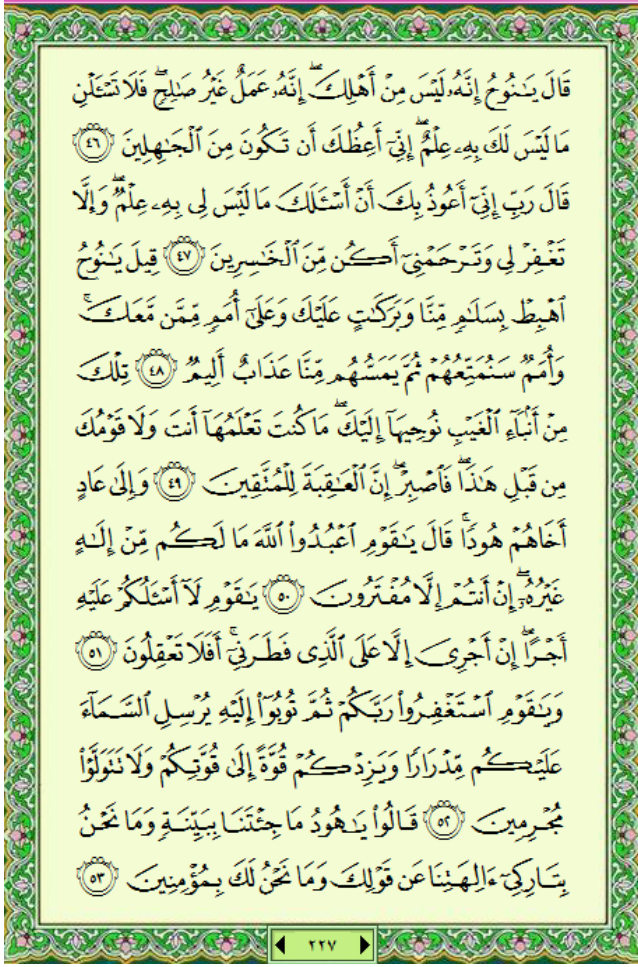 قَالَ يَٰنُوحُ إِنَّهُۥ لَيْسَ مِنْ أَهْلِكَ ۖ إِنَّهُۥ عَمَلٌ غَيْرُ صَٰلِحٍ ۖ فَلَا تَسْـَٔلْنِ
مَا لَيْسَ لَكَ بِهِۦ عِلْمٌ ۖ إِنِّىٓ أَعِظُكَ أَن تَكُونَ مِنَ ٱلْجَٰهِلِينَ ﴿٤٦﴾
قَالَ رَبِّ إِنِّىٓ أَعُوذُ بِكَ أَنْ أَسْـَٔلَكَ مَا لَيْسَ لِى بِهِۦ عِلْمٌ ۖ وَإِلَّا
تَغْفِرْ لِى وَتَرْحَمْنِىٓ أَكُن مِّنَ ٱلْخَٰسِرِينَ ﴿٤٧﴾ قِيلَ يَٰنُوحُ
ٱهْبِطْ بِسَلَٰمٍ مِّنَّا وَبَرَكَٰتٍ عَلَيْكَ وَعَلَىٰٓ أُمَمٍ مِّمَّن مَّعَكَ ۚ
وَأُمَمٌ سَنُمَتِّعُهُمْ ثُمَّ يَمَسُّهُم مِّنَّا عَذَابٌ أَلِيمٌ ﴿٤٨﴾ تِلْكَ
مِنْ أَنۢبَآءِ ٱلْغَيْبِ نُوحِيهَآ إِلَيْكَ ۖ مَا كُنتَ تَعْلَمُهَآ أَنتَ وَلَا قَوْمُكَ
مِن قَبْلِ هَٰذَا ۖ فَٱصْبِرْ ۖ إِنَّ ٱلْعَٰقِبَةَ لِلْمُتَّقِينَ ﴿٤٩﴾ وَإِلَىٰ عَادٍ
أَخَاهُمْ هُودًا ۚ قَالَ يَٰقَوْمِ ٱعْبُدُوا۟ ٱللَّهَ مَا لَكُم مِّنْ إِلَٰهٍ
غَيْرُهُۥٓ ۖ إِنْ أَنتُمْ إِلَّا مُفْتَرُونَ ﴿٥٠﴾ يَٰقَوْمِ لَآ أَسْـَٔلُكُمْ عَلَيْهِ
أَجْرًا ۖ إِنْ أَجْرِىَ إِلَّا عَلَى ٱلَّذِى فَطَرَنِىٓ ۚ أَفَلَا تَعْقِلُونَ ﴿٥١﴾
وَيَٰقَوْمِ ٱسْتَغْفِرُوا۟ رَبَّكُمْ ثُمَّ تُوبُوٓا۟ إِلَيْهِ يُرْسِلِ ٱلسَّمَآءَ
عَلَيْكُم مِّدْرَارًا وَيَزِدْكُمْ قُوَّةً إِلَىٰ قُوَّتِكُمْ وَلَا تَتَوَلَّوْا۟
مُجْرِمِينَ ﴿٥٢﴾ قَالُوا۟ يَٰهُودُ مَا جِئْتَنَا بِبَيِّنَةٍ وَمَا نَحْنُ
بِتَارِكِىٓ ءَالِهَتِنَا عَن قَوْلِكَ وَمَا نَحْنُ لَكَ بِمُؤْمِنِينَ ﴿٥٣﴾
٢٢٧